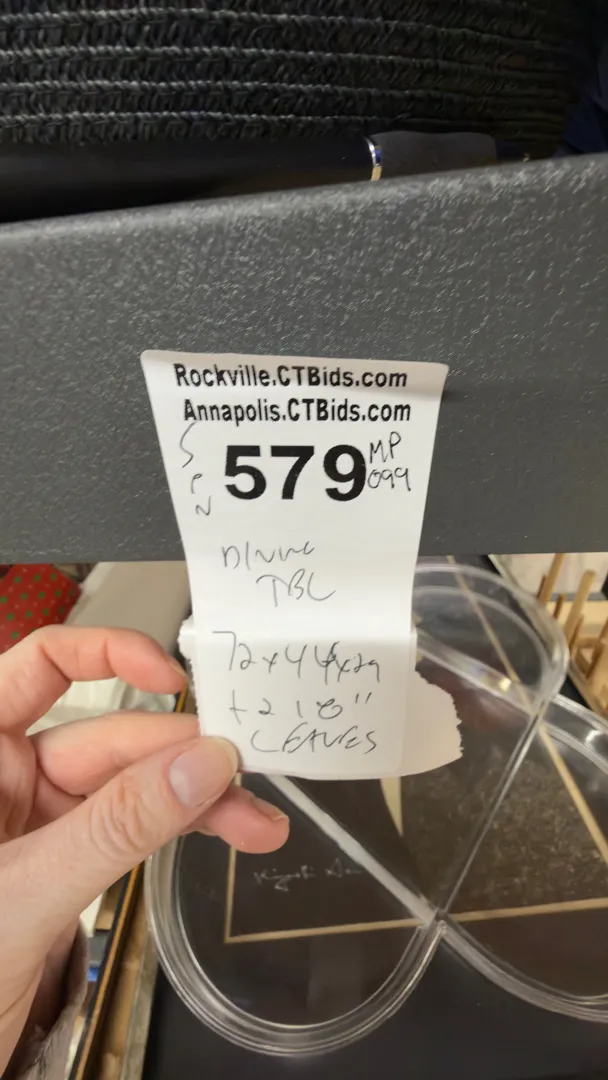 Rockville.CTBids.com
Annapolis.CTBids.com
S
P
N
579
MP
099
DINING
TBL
72x44x29
+ 2 18"
LEAVES